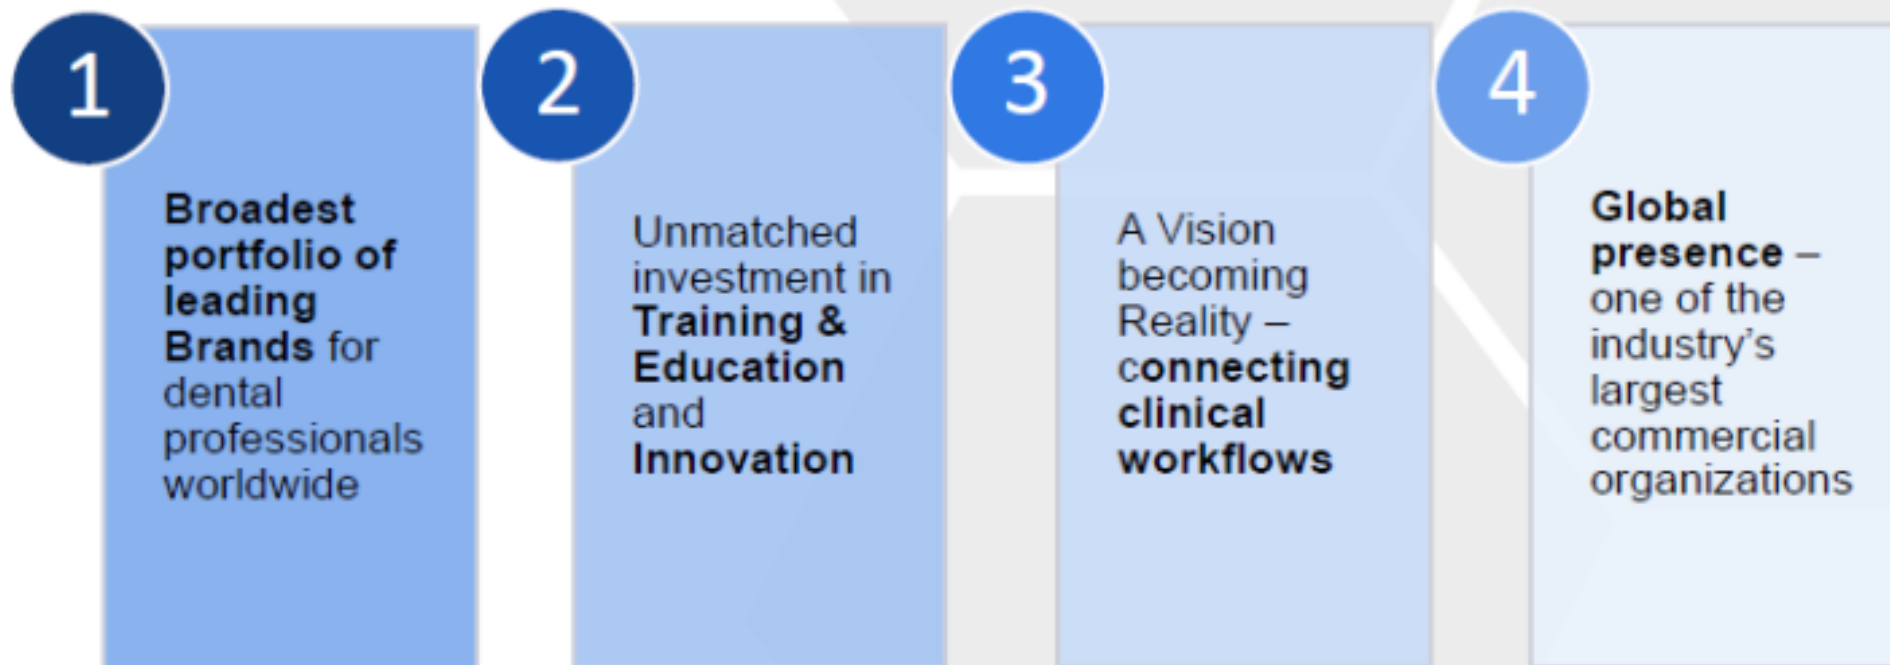 1
Broadest
portfolio of
leading
Brands for
dental
professionals
worldwide
2
Unmatched
investment in
Training &
Education
and
Innovation
3
A Vision
becoming
Reality –
connecting
clinical
workflows
4
Global
presence –
one of the
industry’s
largest
commercial
organizations